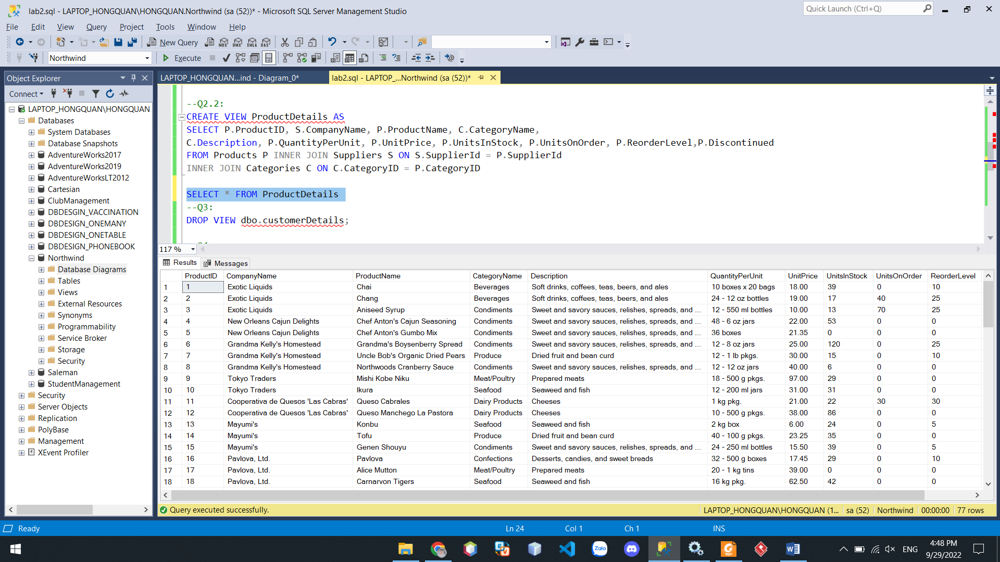 lab2.sql - LAPTOP_HONGQUAN\HONGQUAN.Northwind (sa (52))* - Microsoft SQL Server Management Studio
Quick Launch (Ctrl+Q)
File Edit View Query Project Tools Window Help
New Query MDX DMX XMLA DAX
Northwind Execute
Object Explorer
Connect
LAPTOP_HONGQUAN\HONGQUAN
Databases
System Databases
Database Snapshots
AdventureWorks2017
AdventureWorks2019
AdventureWorksLT2012
Cartesian
ClubManagement
DBDESGIN_VACCINATION
DBDESIGN_ONEMANY
DBDESIGN_ONETABLE
DBDESIGN_PHONEBOOK
Northwind
Database Diagrams
Tables
Views
External Resources
Synonyms
Programmability
Service Broker
Storage
Security
Saleman
StudentManagement
Security
Server Objects
Replication
PolyBase
Management
XEvent Profiler
LAPTOP_HONGQUAN...ind - Diagram_0* lab2.sql - LAPTOP_...Northwind (sa (52))*
--Q2.2:
CREATE VIEW ProductDetails AS
SELECT P.ProductID, S.CompanyName, P.ProductName, C.CategoryName,
C.Description, P.QuantityPerUnit, P.UnitPrice, P.UnitsInStock, P.UnitsOnOrder, P.ReorderLevel,P.Discontinued
FROM Products P INNER JOIN Suppliers S ON S.SupplierId = P.SupplierId
INNER JOIN Categories C ON C.CategoryID = P.CategoryID
SELECT * FROM ProductDetails
--Q3:
DROP VIEW dbo.customerDetails;
117 %
Results Messages
ProductID CompanyName ProductName CategoryName Description QuantityPerUnit UnitPrice UnitsInStock UnitsOnOrder ReorderLevel
1 1 Exotic Liquids Chai Beverages Soft drinks, coffees, teas, beers, and ales 10 boxes x 20 bags 18.00 39 0 10
2 2 Exotic Liquids Chang Beverages Soft drinks, coffees, teas, beers, and ales 24 - 12 oz bottles 19.00 17 40 25
3 3 Exotic Liquids Aniseed Syrup Condiments Sweet and savory sauces, relishes, spreads, and ... 12 - 550 ml bottles 10.00 13 70 25
4 4 New Orleans Cajun Delights Chef Anton's Cajun Seasoning Condiments Sweet and savory sauces, relishes, spreads, and ... 48 - 6 oz jars 22.00 53 0 0
5 5 New Orleans Cajun Delights Chef Anton's Gumbo Mix Condiments Sweet and savory sauces, relishes, spreads, and ... 36 boxes 21.35 0 0 0
6 6 Grandma Kelly's Homestead Grandma's Boysenberry Spread Condiments Sweet and savory sauces, relishes, spreads, and ... 12 - 8 oz jars 25.00 120 0 25
7 7 Grandma Kelly's Homestead Uncle Bob's Organic Dried Pears Produce Dried fruit and bean curd 12 - 1 lb pkgs. 30.00 15 0 10
8 8 Grandma Kelly's Homestead Northwoods Cranberry Sauce Condiments Sweet and savory sauces, relishes, spreads, and ... 12 - 12 oz jars 40.00 6 0 0
9 9 Tokyo Traders Mishi Kobe Niku Meat/Poultry Prepared meats 18 - 500 g pkgs. 97.00 29 0 0
10 10 Tokyo Traders Ikura Seafood Seaweed and fish 12 - 200 ml jars 31.00 31 0 0
11 11 Cooperativa de Quesos 'Las Cabras' Queso Cabrales Dairy Products Cheeses 1 kg pkg. 21.00 22 30 30
12 12 Cooperativa de Quesos 'Las Cabras' Queso Manchego La Pastora Dairy Products Cheeses 10 - 500 g pkgs. 38.00 86 0 0
13 13 Mayumi's Konbu Seafood Seaweed and fish 2 kg box 6.00 24 0 5
14 14 Mayumi's Tofu Produce Dried fruit and bean curd 40 - 100 g pkgs. 23.25 35 0 0
15 15 Mayumi's Genen Shouyu Condiments Sweet and savory sauces, relishes, spreads, and ... 24 - 250 ml bottles 15.50 39 0 5
16 16 Pavlova, Ltd. Pavlova Confections Desserts, candies, and sweet breads 32 - 500 g boxes 17.45 29 0 10
17 17 Pavlova, Ltd. Alice Mutton Meat/Poultry Prepared meats 20 - 1 kg tins 39.00 0 0 0
18 18 Pavlova, Ltd. Carnarvon Tigers Seafood Seaweed and fish 16 kg pkg. 62.50 42 0 0
Query executed successfully. LAPTOP_HONGQUAN\HONGQUAN (1... sa (52) Northwind 00:00:00 77 rows
Ready Ln 24 Col 1 Ch 1 INS
Zalo PDF ENG 4:48 PM
9/29/2022